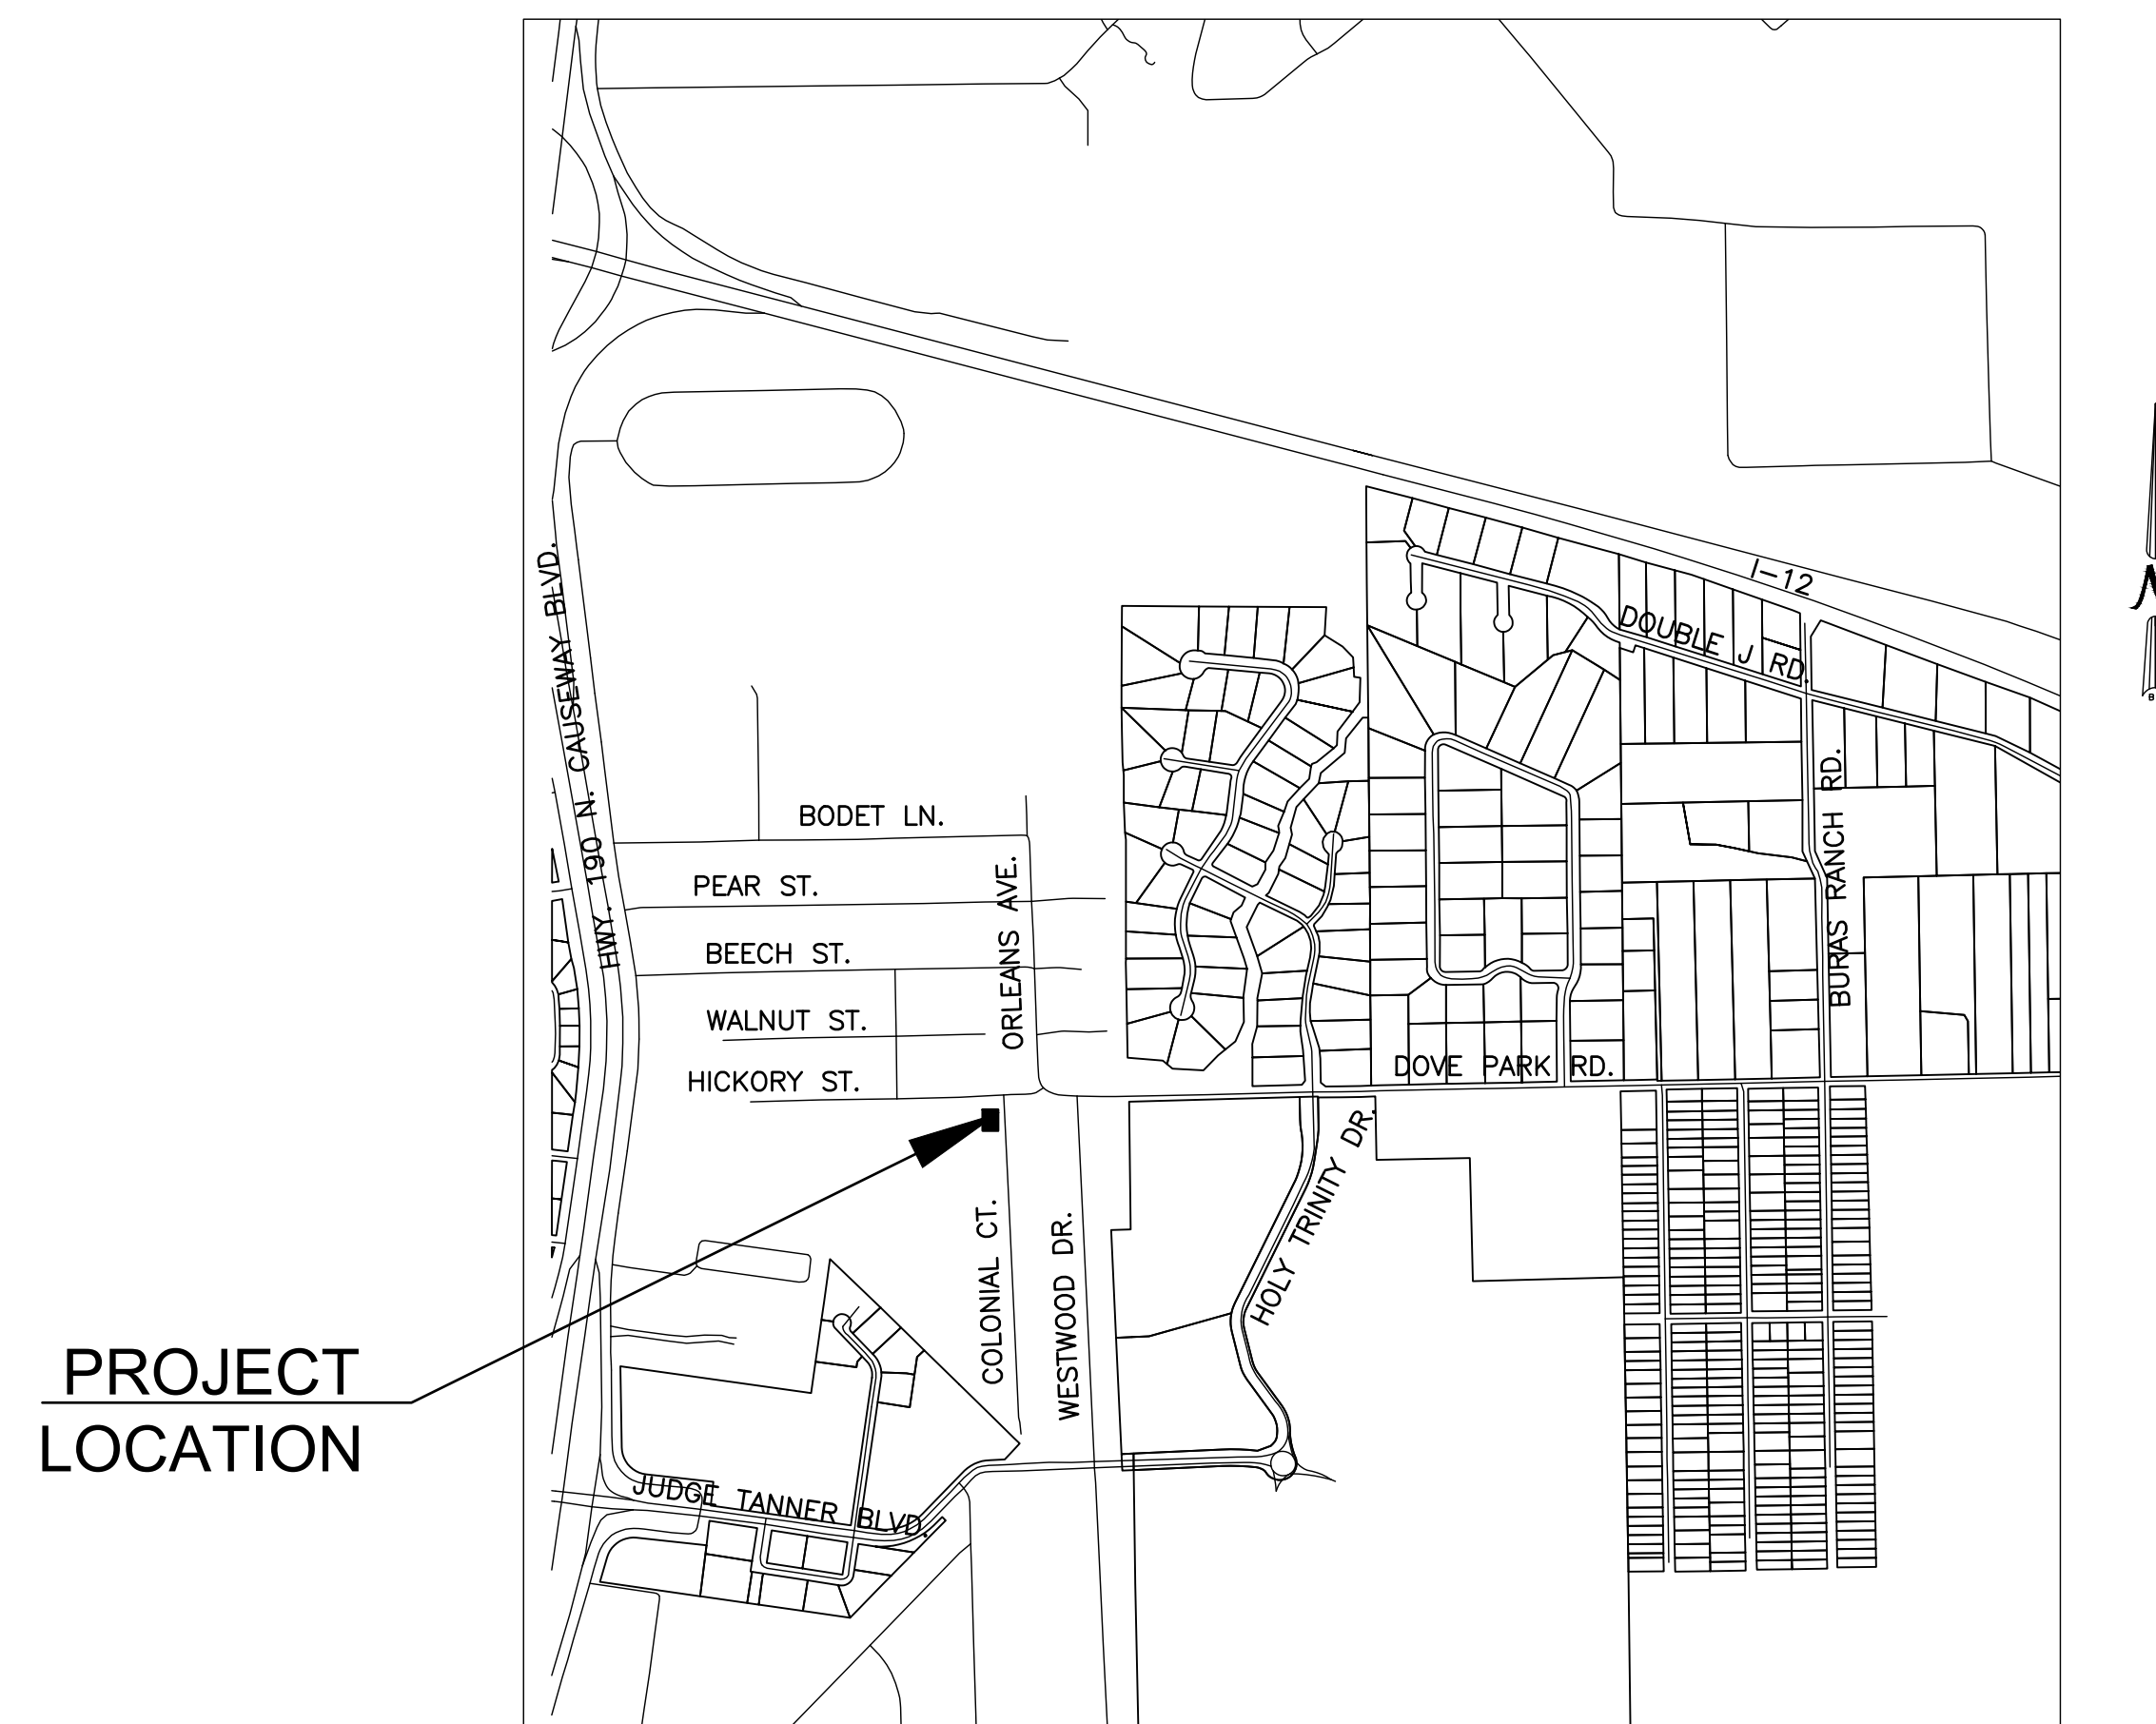 I-12
DOUBLE J RD.
HWY. 190 N. CAUSEWAY BLVD.
BURAS RANCH RD.
BODET LN.
PEAR ST.
ORLEANS AVE.
BEECH ST.
WALNUT ST.
HICKORY ST.
DOVE PARK RD.
HOLY TRINITY DR.
COLONIAL CT.
WESTWOOD DR.
PROJECT
LOCATION
JUDGE TANNER BLVD.